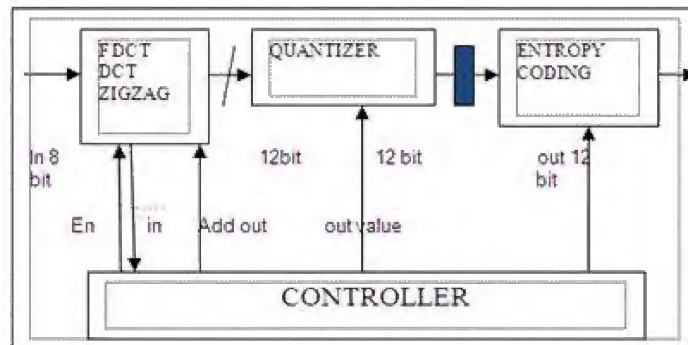 FDCT
DCT
ZIGZAG
QUANTIZER
ENTROPY
CODING
In 8
bit
12bit
12 bit
out 12
bit
En
in
Add out
out value
CONTROLLER